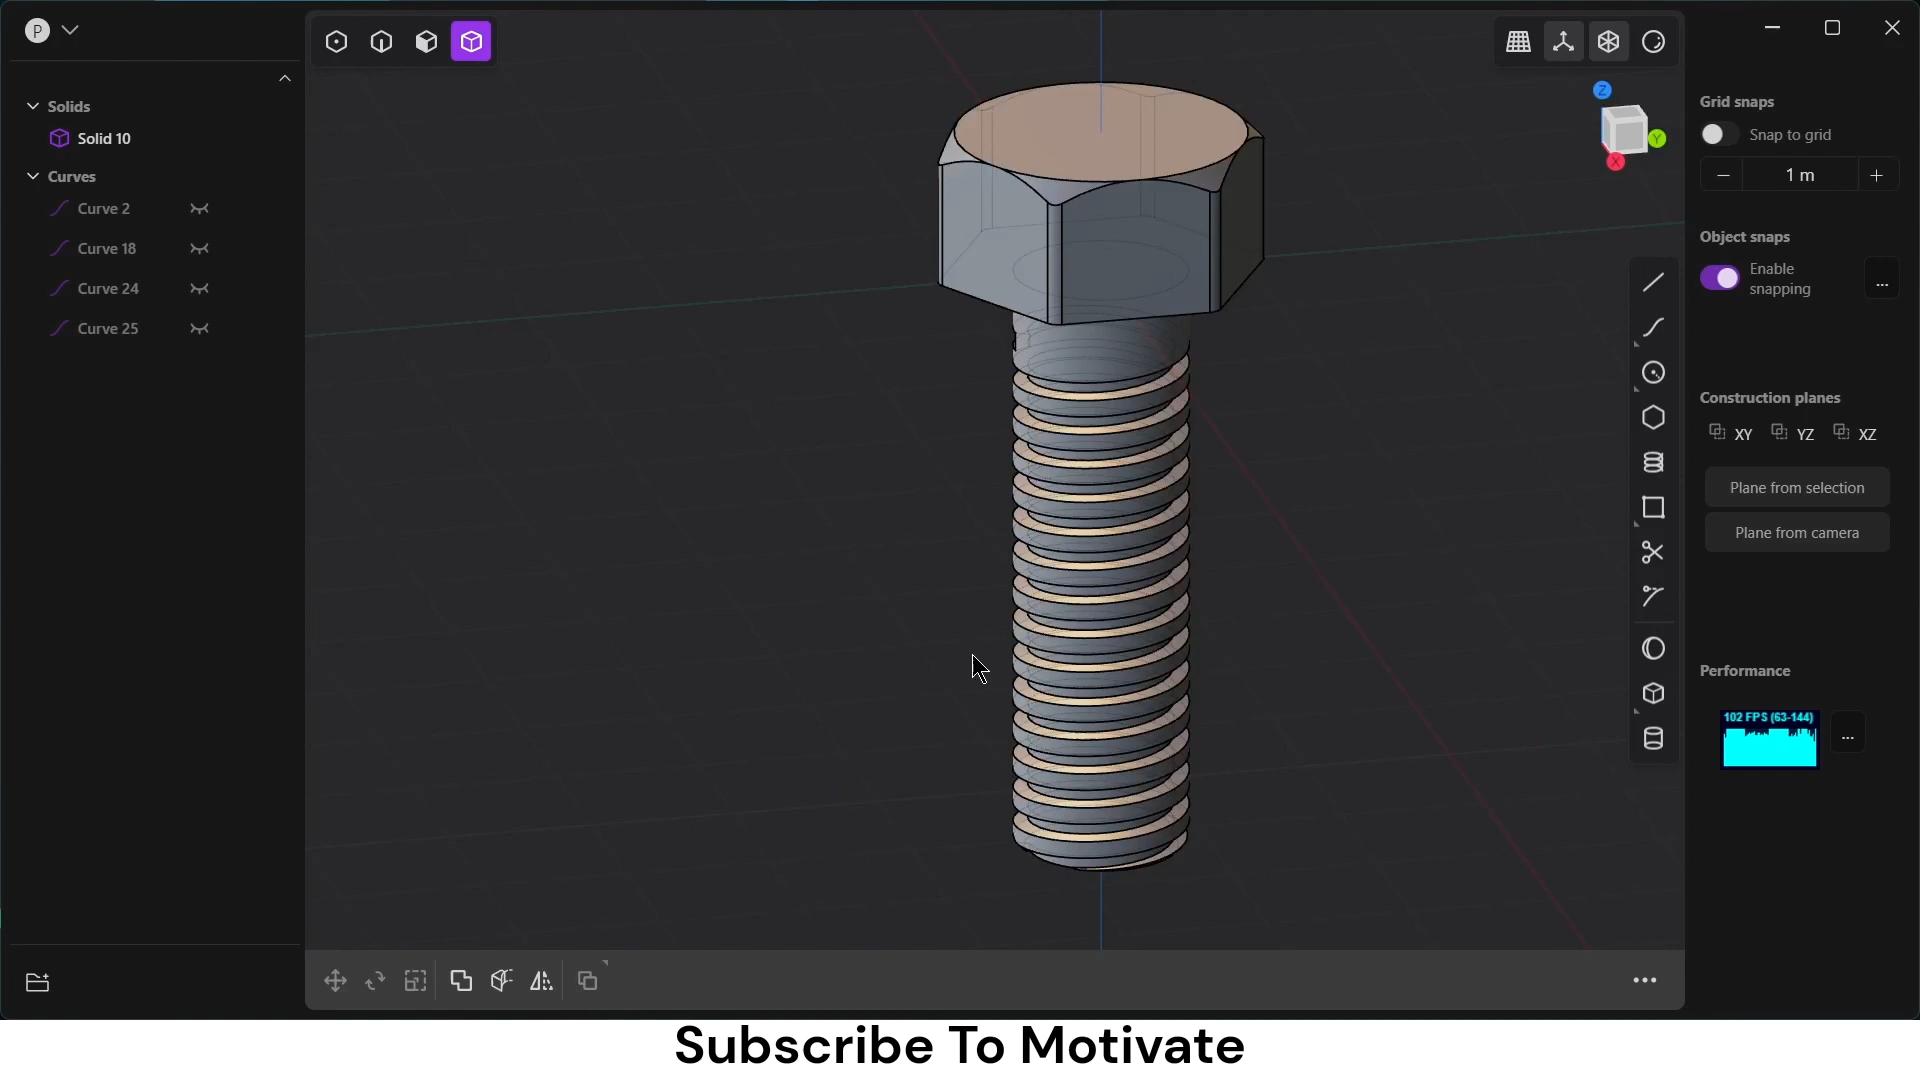 P
Solids
Solid 10
Curves
Curve 2
Curve 18
Curve 24
Curve 25
Z
Y
X
Grid snaps
Snap to grid
1 m
Object snaps
Enable
snapping
...
Construction planes
XY YZ XZ
Plane from selection
Plane from camera
Performance
102 FPS (63-144)
...
Subscribe To Motivate